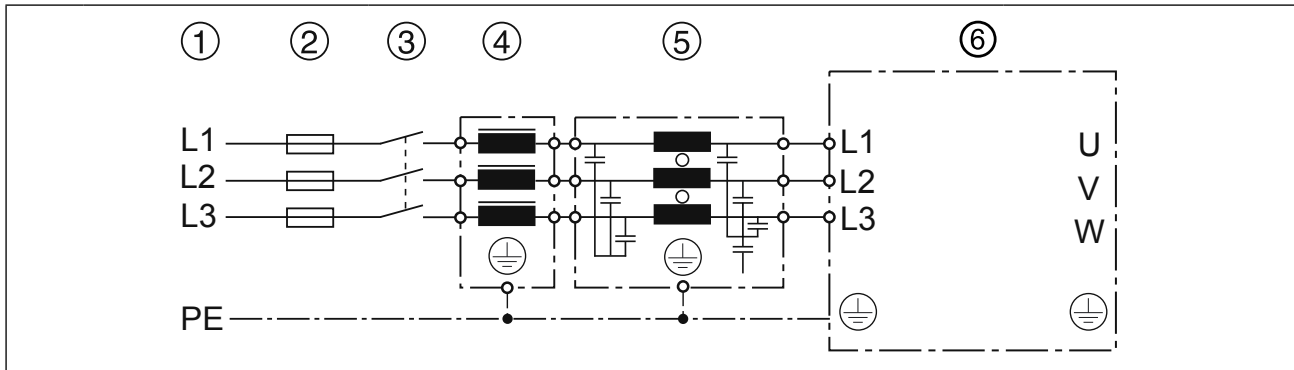 ① ② ③ ④ ⑤ ⑥
L1 L1 U
L2 L2 V
L3 L3 W
PE